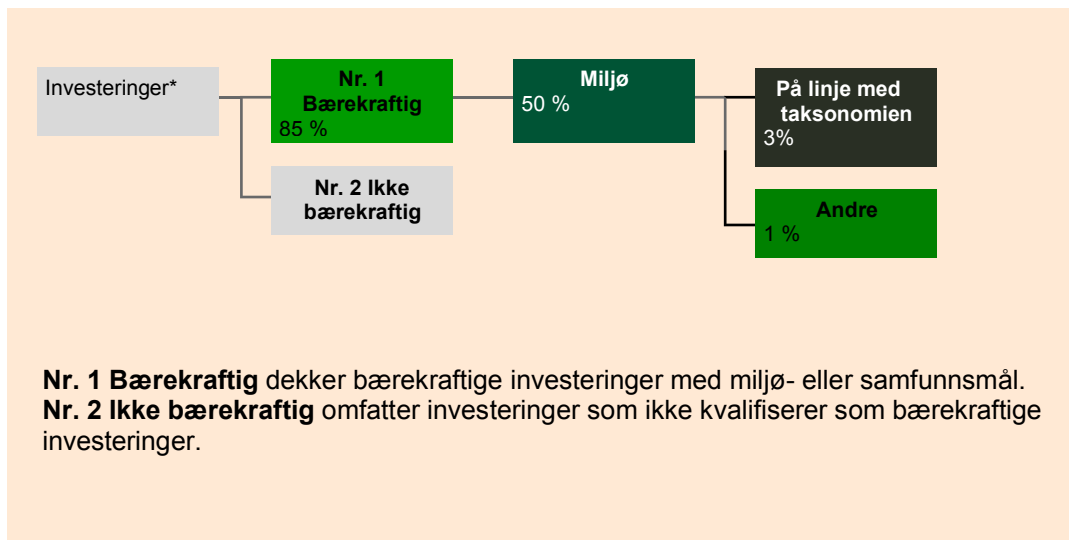 Investeringer*
Nr. 1
Bærekraftig
85 %
Nr. 2 Ikke
bærekraftig
Miljø
50 %
På linje med
taksonomien
3%
Andre
1 %
Nr. 1 Bærekraftig dekker bærekraftige investeringer med miljø- eller samfunnsmål.
Nr. 2 Ikke bærekraftig omfatter investeringer som ikke kvalifiserer som bærekraftige
investeringer.